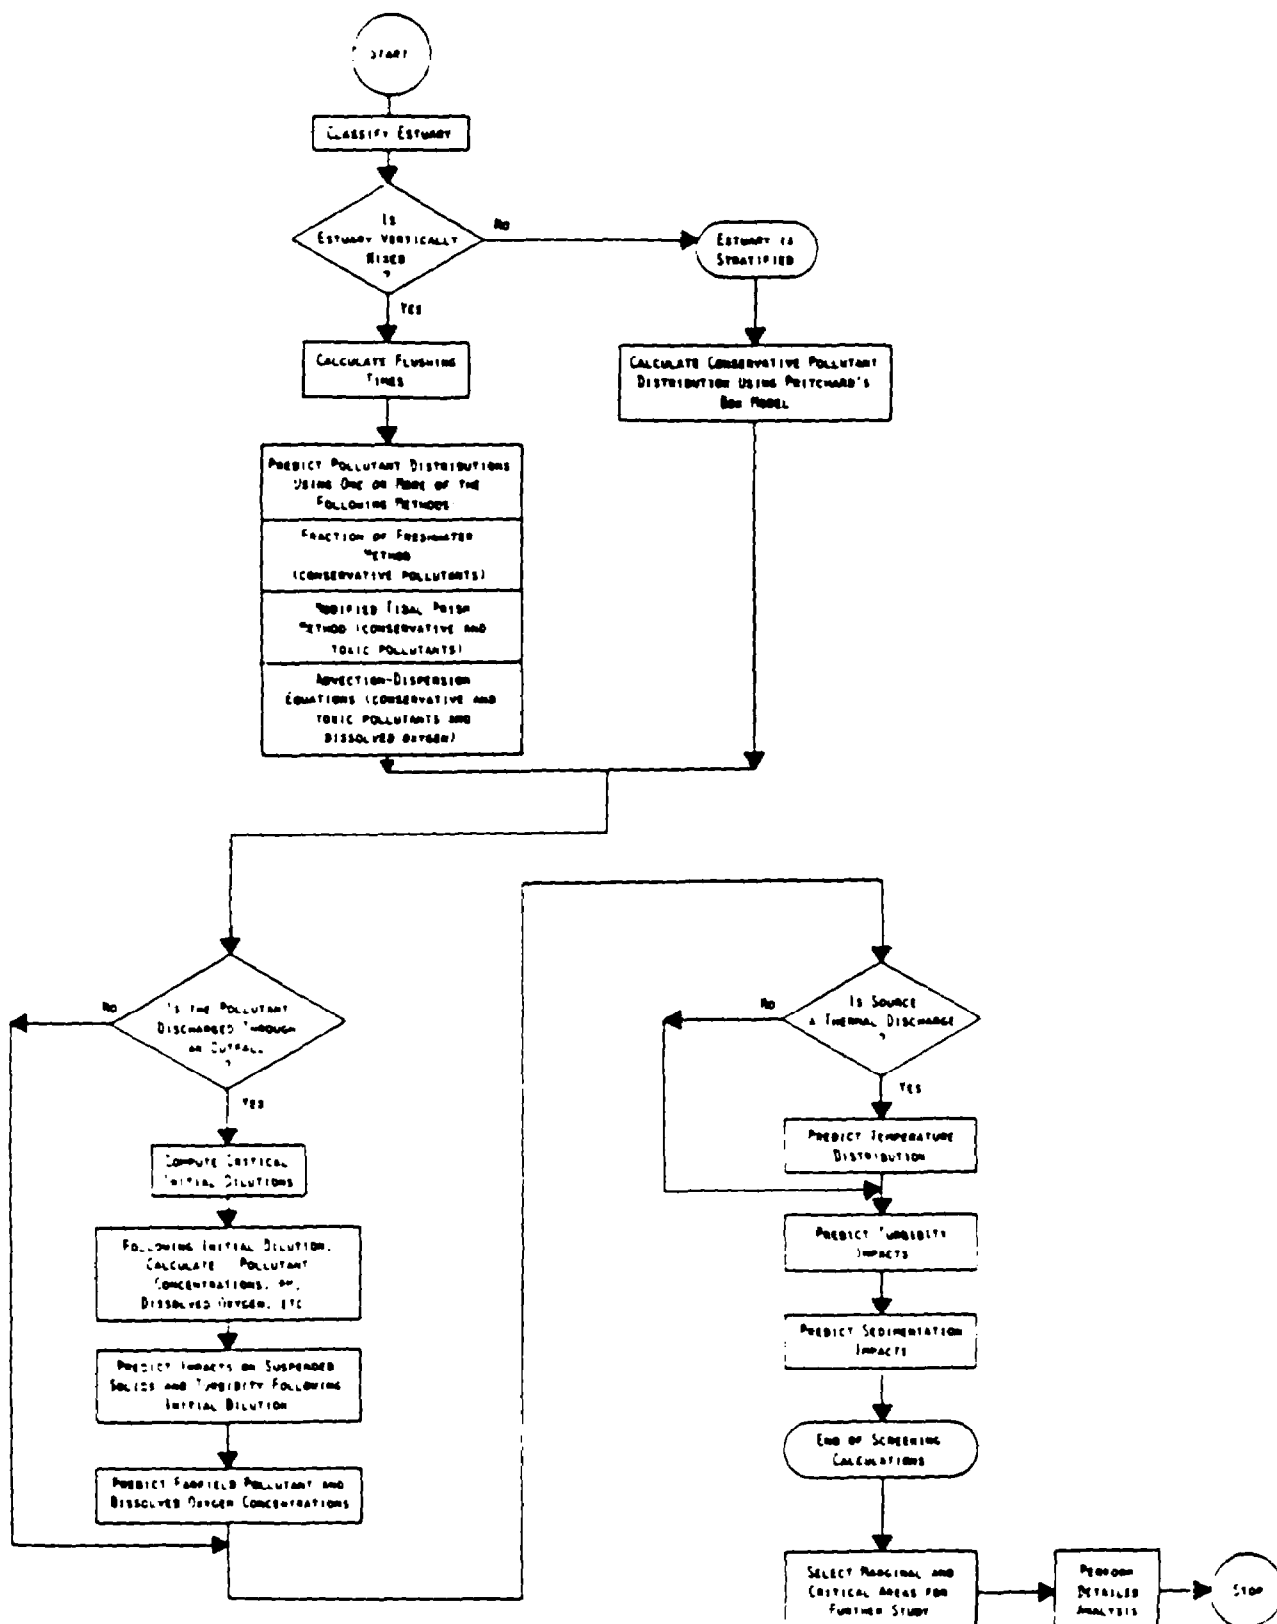 START
CLASSIFY ESTUARY
IS
ESTUARY VERTICALLY
MIXED
?
NO
ESTUARY IS
STRATIFIED
YES
CALCULATE FLUSHING
TIMES
CALCULATE CONSERVATIVE POLLUTANT
DISTRIBUTION USING PRITCHARD'S
BOX MODEL
PREDICT POLLUTANT DISTRIBUTIONS
USING ONE OR MORE OF THE
FOLLOWING METHODS
FRACTION OF FRESHWATER
METHOD
(CONSERVATIVE POLLUTANTS)
MODIFIED TIDAL PRISM
METHOD (CONSERVATIVE AND
TOXIC POLLUTANTS)
ADVECTION-DISPERSION
EQUATIONS (CONSERVATIVE AND
TOXIC POLLUTANTS AND
DISSOLVED OXYGEN)
NO
IS THE POLLUTANT
DISCHARGED THROUGH
AN OUTFALL
?
YES
COMPUTE CRITICAL
INITIAL DILUTIONS
FOLLOWING INITIAL DILUTION,
CALCULATE POLLUTANT
CONCENTRATIONS, PH,
DISSOLVED OXYGEN, ETC
PREDICT IMPACTS ON SUSPENDED
SOLIDS AND TURBIDITY FOLLOWING
INITIAL DILUTION
PREDICT FARFIELD POLLUTANT AND
DISSOLVED OXYGEN CONCENTRATIONS
NO
IS SOURCE
A THERMAL DISCHARGE
?
YES
PREDICT TEMPERATURE
DISTRIBUTION
PREDICT TURBIDITY
IMPACTS
PREDICT SEDIMENTATION
IMPACTS
END OF SCREENING
CALCULATIONS
SELECT MARGINAL AND
CRITICAL AREAS FOR
FURTHER STUDY
PERFORM
DETAILED
ANALYSIS
STOP